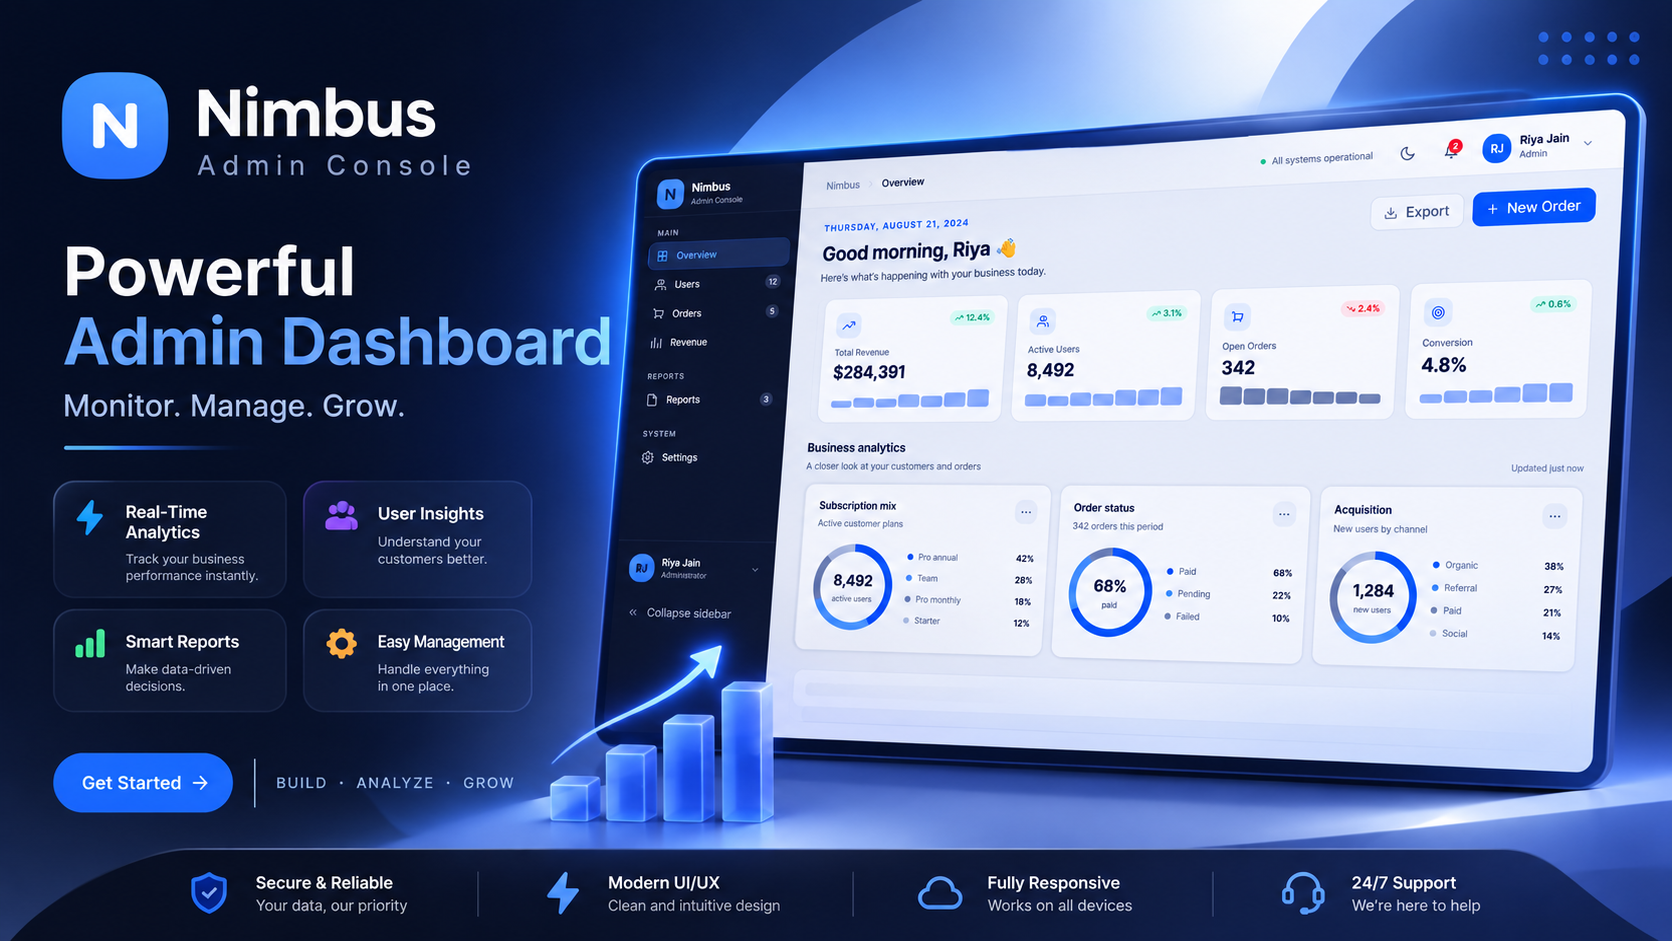 N
Nimbus
Admin Console
Powerful
Admin Dashboard
Monitor. Manage. Grow.
Real-Time
Analytics
Track your business
performance instantly.
User Insights
Understand your
customers better.
Smart Reports
Make data-driven
decisions.
Easy Management
Handle everything
in one place.
Get Started →
BUILD · ANALYZE · GROW
N
Nimbus
Admin Console
MAIN
Overview
Users 12
Orders 5
Revenue
REPORTS
Reports 3
SYSTEM
Settings
RJ
Riya Jain
Administrator
« Collapse sidebar
Nimbus > Overview
All systems operational
2
RJ
Riya Jain
Admin
THURSDAY, AUGUST 21, 2024
Good morning, Riya 👋
Here's what's happening with your business today.
Export
+ New Order
12.4%
Total Revenue
$284,391
3.1%
Active Users
8,492
2.4%
Open Orders
342
0.6%
Conversion
4.8%
Business analytics
A closer look at your customers and orders
Updated just now
Subscription mix
Active customer plans
...
8,492
active users
Pro annual 42%
Team 28%
Pro monthly 18%
Starter 12%
Order status
342 orders this period
...
68%
paid
Paid 68%
Pending 22%
Failed 10%
Acquisition
New users by channel
...
1,284
new users
Organic 38%
Referral 27%
Paid 21%
Social 14%
Secure & Reliable
Your data, our priority
Modern UI/UX
Clean and intuitive design
Fully Responsive
Works on all devices
24/7 Support
We're here to help